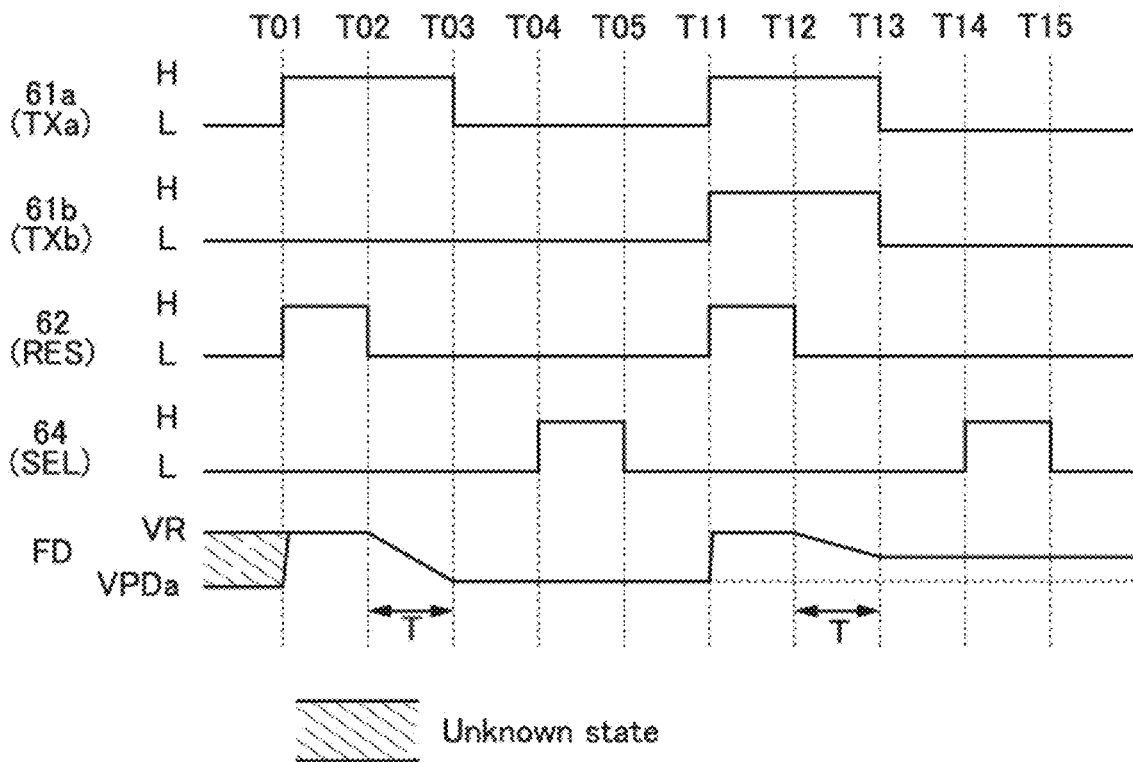 T01 T02 T03 T04 T05 T11 T12 T13 T14 T15
61a
(TXa)
H
L
61b
(TXb)
H
L
62
(RES)
H
L
64
(SEL)
H
L
FD
VR
VPDa
T
T
Unknown state